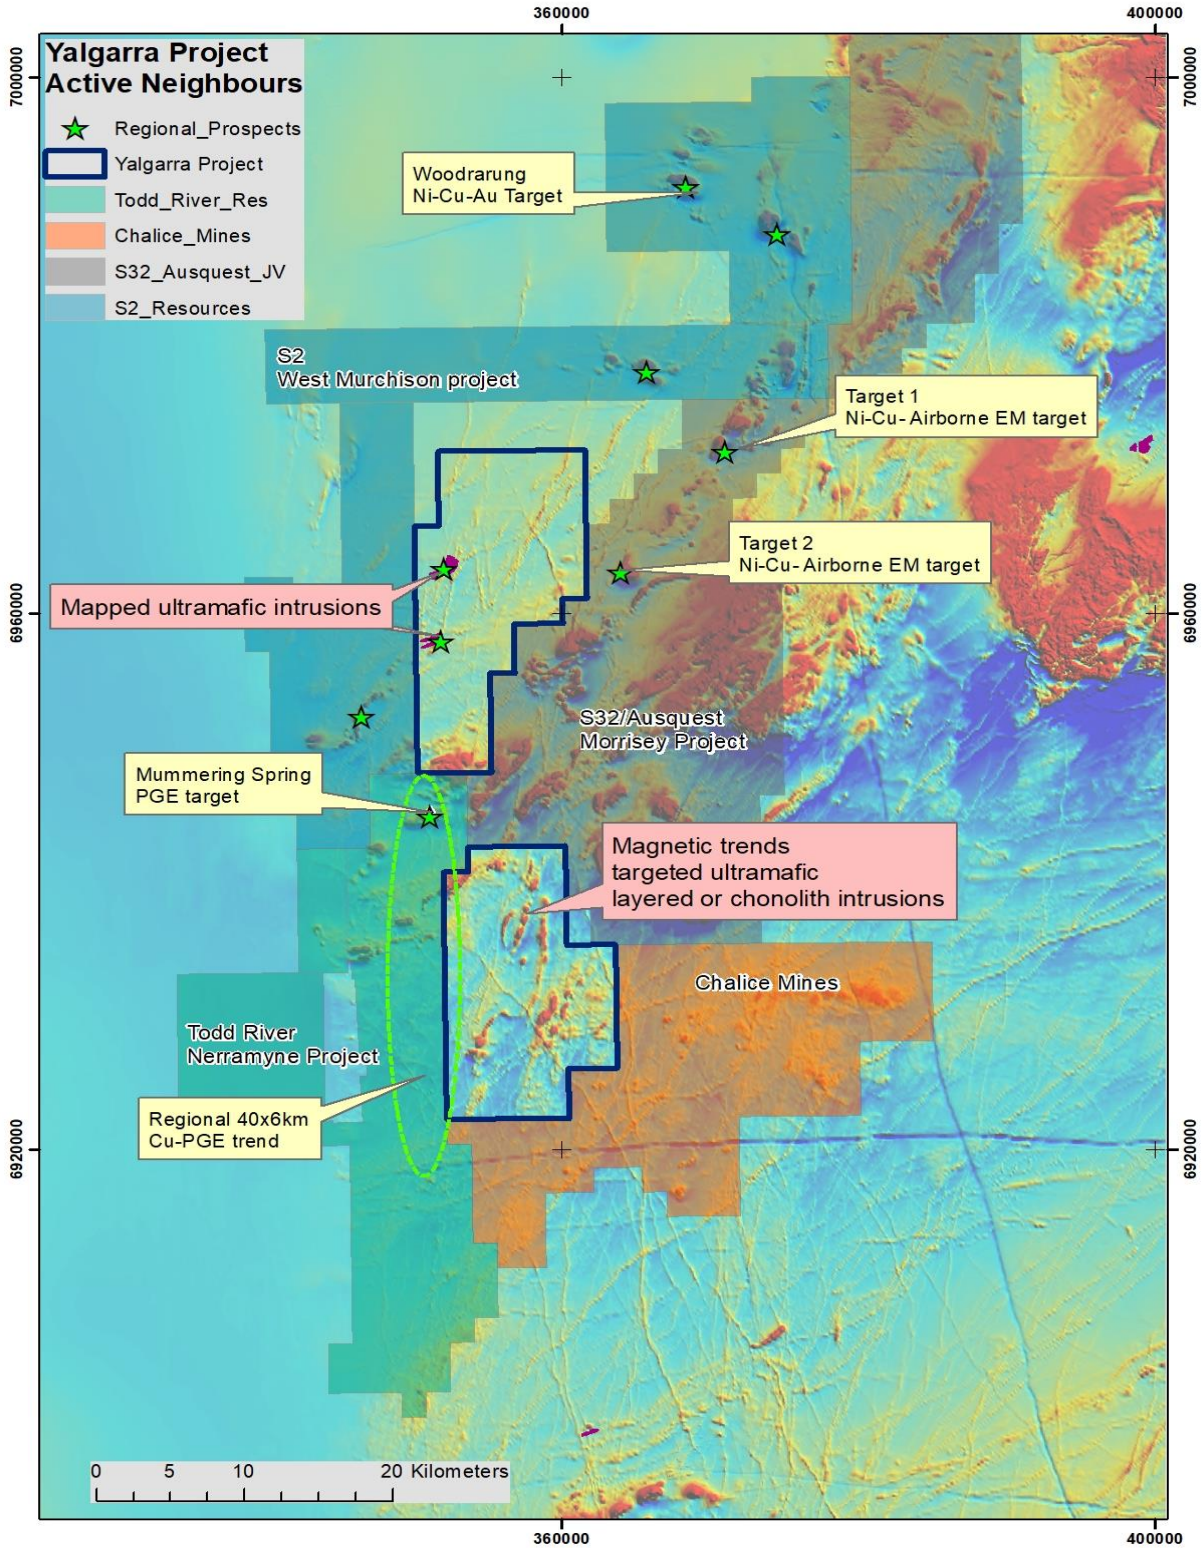 360000
400000
Yalgarra Project
Active Neighbours
Regional_Prospects
Yalgarra Project
Todd_River_Res
Chalice_Mines
S32_Ausquest_JV
S2_Resources
7000000
7000000
Woodrarung
Ni-Cu-Au Target
S2
West Murchison project
Target 1
Ni-Cu- Airborne EM target
Target 2
Ni-Cu- Airborne EM target
Mapped ultramafic intrusions
6960000
6960000
S32/Ausquest
Morrisey Project
Mummering Spring
PGE target
Magnetic trends
targeted ultramafic
layered or chonolith intrusions
Chalice Mines
Todd River
Nerramyne Project
Regional 40x6km
Cu-PGE trend
6920000
6920000
0 5 10 20 Kilometers
360000
400000